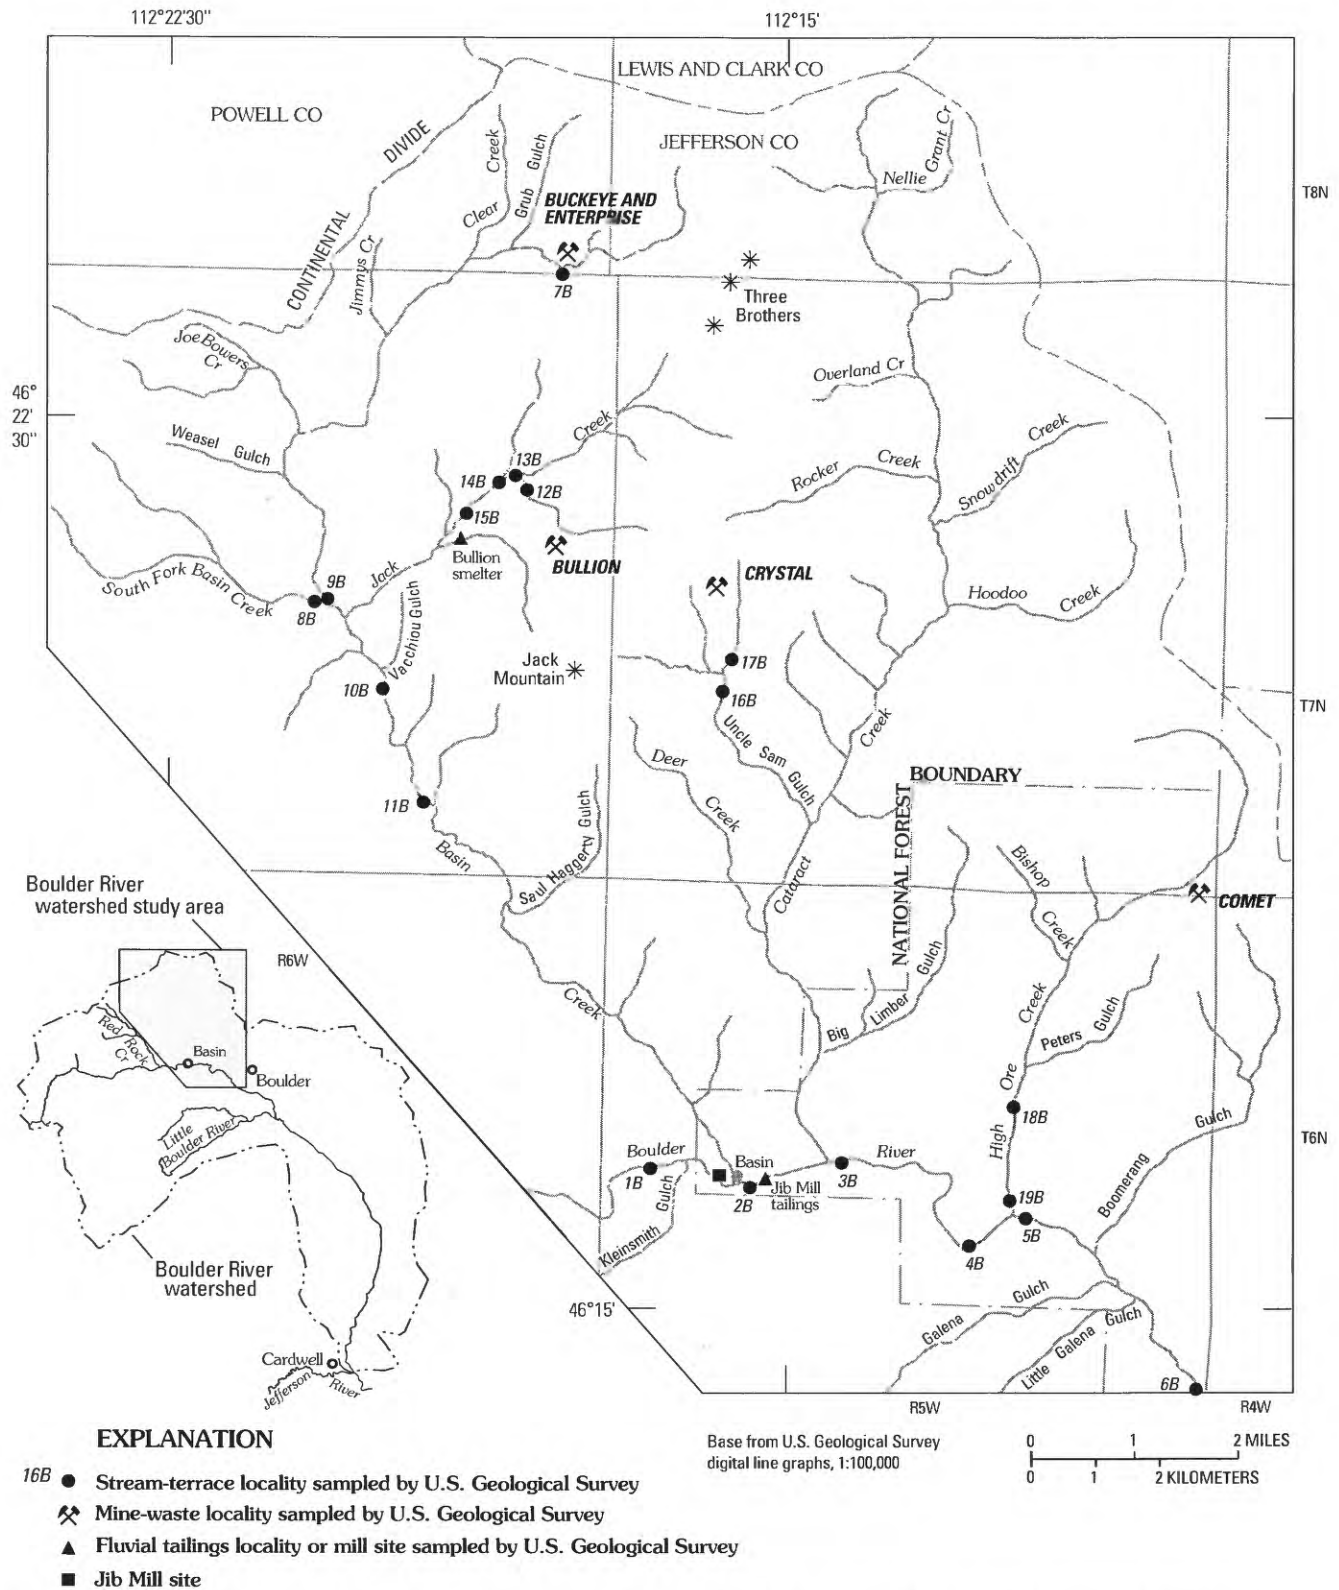 112°22'30"
112°15'
LEWIS AND CLARK CO
POWELL CO
JEFFERSON CO
CONTINENTAL DIVIDE
Clear Creek
Grub Gulch
Nellie Grant Cr
T8N
BUCKEYE AND
ENTERPRISE
Jimmys Cr
7B
Three
Brothers
Joe Bowers
Cr
46°
22'
30"
Overland Cr
Weasel Gulch
Creek
13B
14B
12B
15B
Rocker Creek
Snowdrift Creek
Bullion
smelter
BULLION
Jack
South Fork Basin Creek
9B
8B
CRYSTAL
Hoodoo Creek
Vacchiou Gulch
Jack
Mountain
17B
10B
16B
T7N
Uncle Sam Gulch
Creek
Deer Creek
BOUNDARY
NATIONAL FOREST
11B
Basin
Saul Haggerty Gulch
Cataract
Bishop Creek
COMET
Boulder River
watershed study area
R6W
Creek
Big Limber Gulch
High Ore Creek
Peters Gulch
Red Rock
Cr
Basin
Boulder
Little
Boulder River
18B
Gulch
T6N
Boulder
River
1B
Basin
2B
Jib Mill
tailings
3B
Kleinsmith Gulch
19B
5B
4B
Boomerang
Boulder River
watershed
46°15'
Galena Gulch
Little Galena Gulch
6B
Cardwell
Jefferson River
R5W
R4W
EXPLANATION
Base from U.S. Geological Survey
digital line graphs, 1:100,000
0 1 2 MILES
0 1 2 KILOMETERS
16B Stream-terrace locality sampled by U.S. Geological Survey
Mine-waste locality sampled by U.S. Geological Survey
Fluvial tailings locality or mill site sampled by U.S. Geological Survey
Jib Mill site